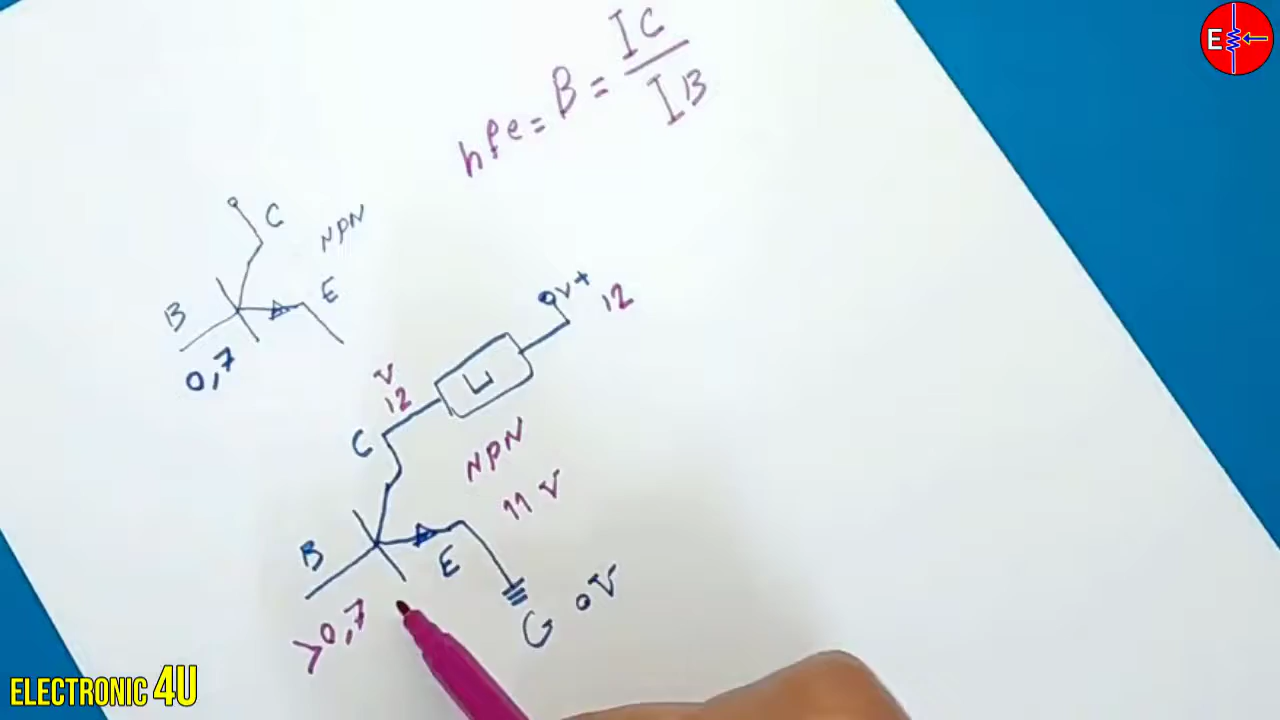 E
hfe = B = IC / IB
C
NPN
B
E
0,7
V+
12
V
12
L
C
NPN
11 V
B
E
>0,7
G
0V
ELECTRONIC 4U